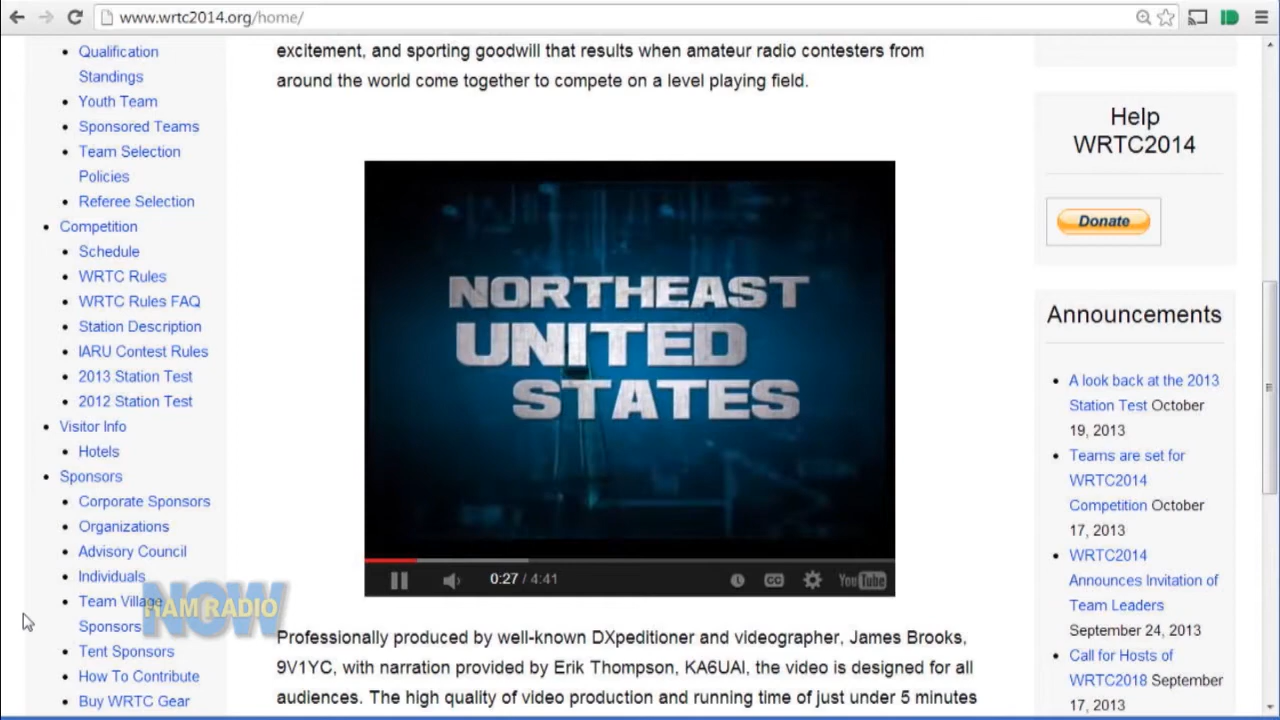 www.wrtc2014.org/home/
Qualification
Standings
Youth Team
Sponsored Teams
Team Selection
Policies
Referee Selection
Competition
Schedule
WRTC Rules
WRTC Rules FAQ
Station Description
IARU Contest Rules
2013 Station Test
2012 Station Test
Visitor Info
Hotels
Sponsors
Corporate Sponsors
Organizations
Advisory Council
Individuals
Team Village
Sponsors
Tent Sponsors
How To Contribute
Buy WRTC Gear
HAM RADIO
NOW
excitement, and sporting goodwill that results when amateur radio contesters from
around the world come together to compete on a level playing field.
NORTHEAST
UNITED
STATES
0:27 / 4:41
CC
YouTube
Professionally produced by well-known DXpeditioner and videographer, James Brooks,
9V1YC, with narration provided by Erik Thompson, KA6UAI, the video is designed for all
audiences. The high quality of video production and running time of just under 5 minutes
Help
WRTC2014
Donate
Announcements
A look back at the 2013
Station Test October
19, 2013
Teams are set for
WRTC2014
Competition October
17, 2013
WRTC2014
Announces Invitation of
Team Leaders
September 24, 2013
Call for Hosts of
WRTC2018 September
17, 2013